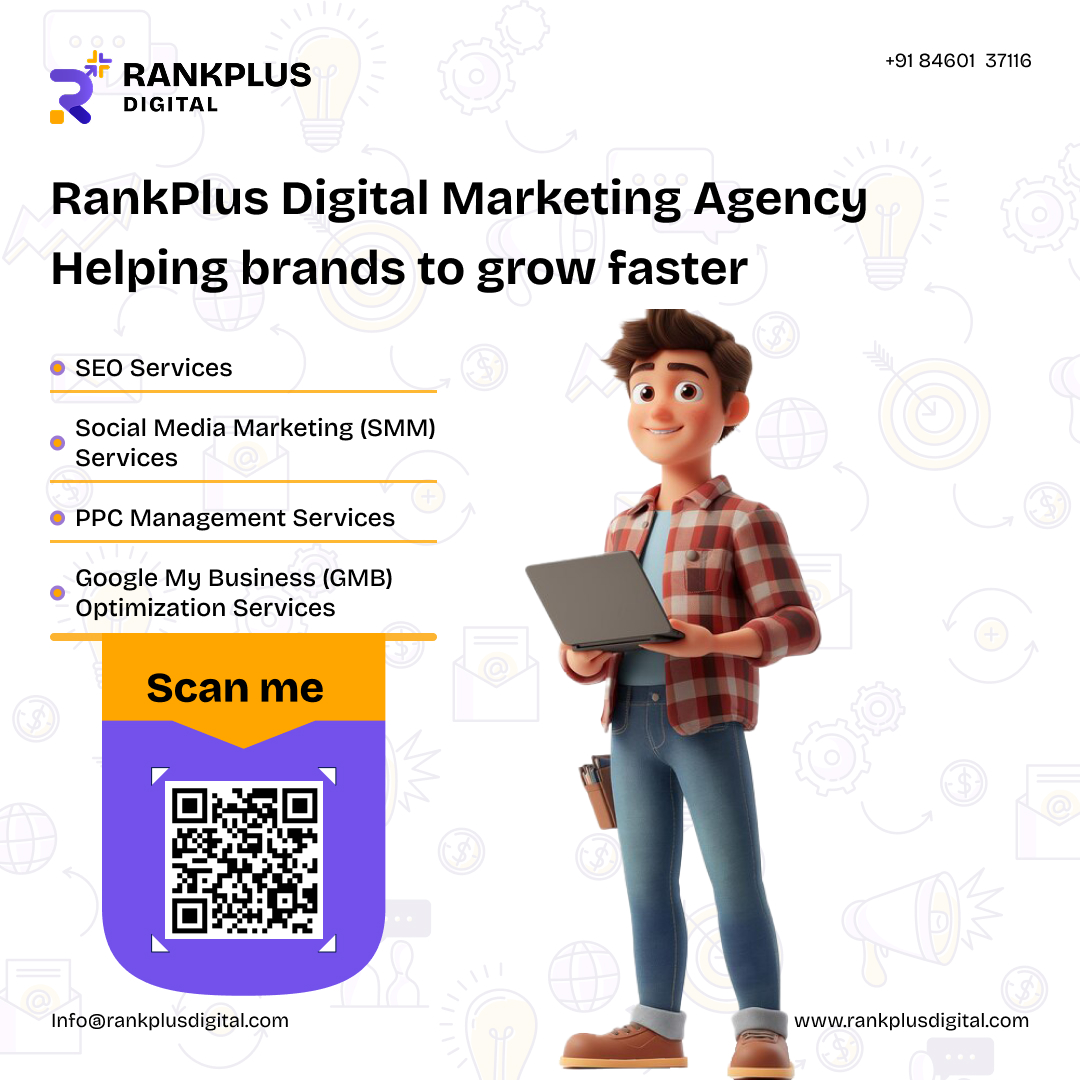 RANKPLUS
DIGITAL
+91 84601 37116
RankPlus Digital Marketing Agency
Helping brands to grow faster
SEO Services
Social Media Marketing (SMM)
Services
PPC Management Services
Google My Business (GMB)
Optimization Services
Scan me
Info@rankplusdigital.com
www.rankplusdigital.com